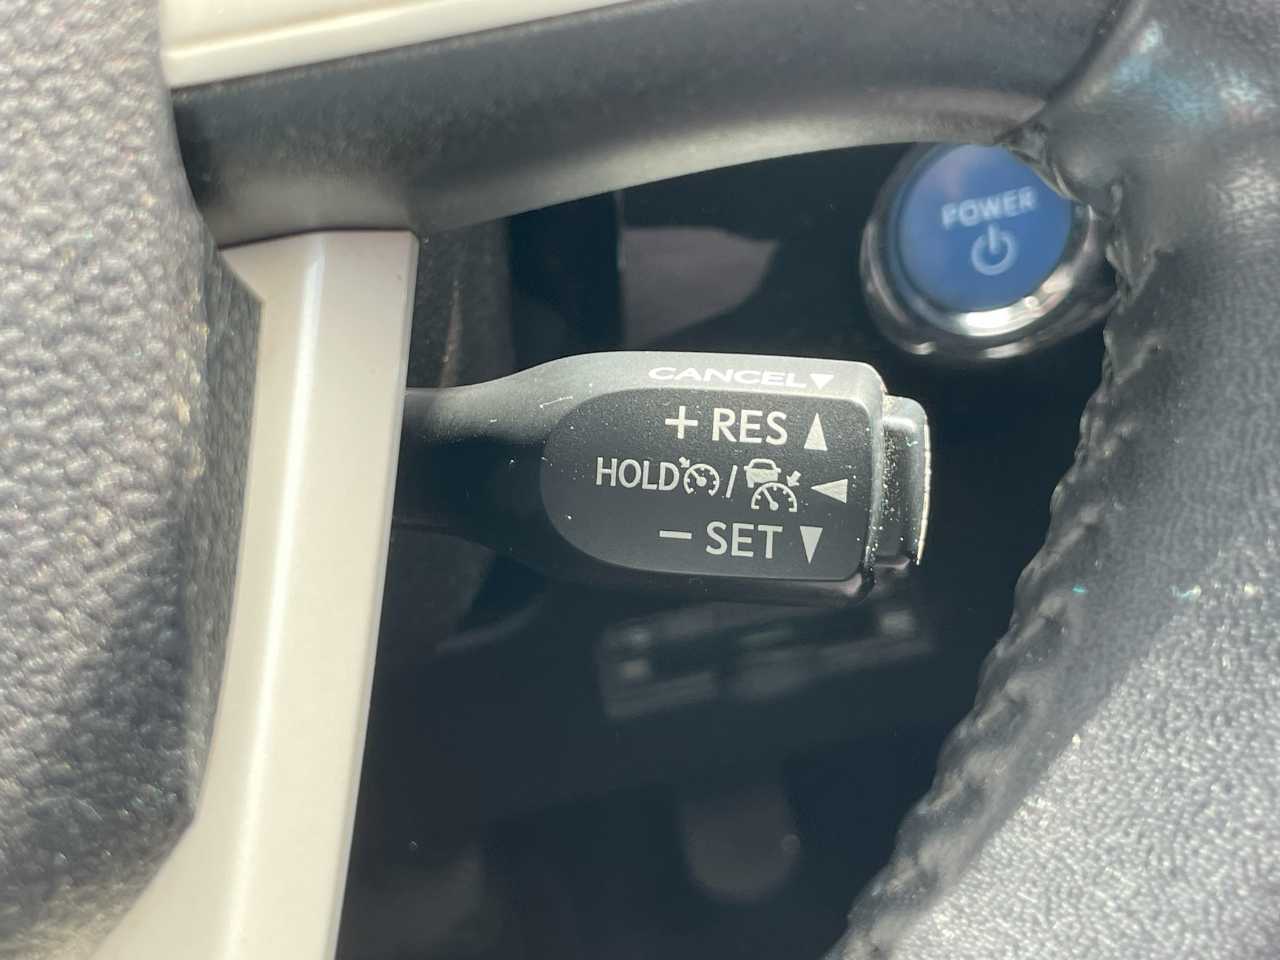 POWER
CANCEL▼
+ RES ▲
HOLD / ◀
− SET ▼